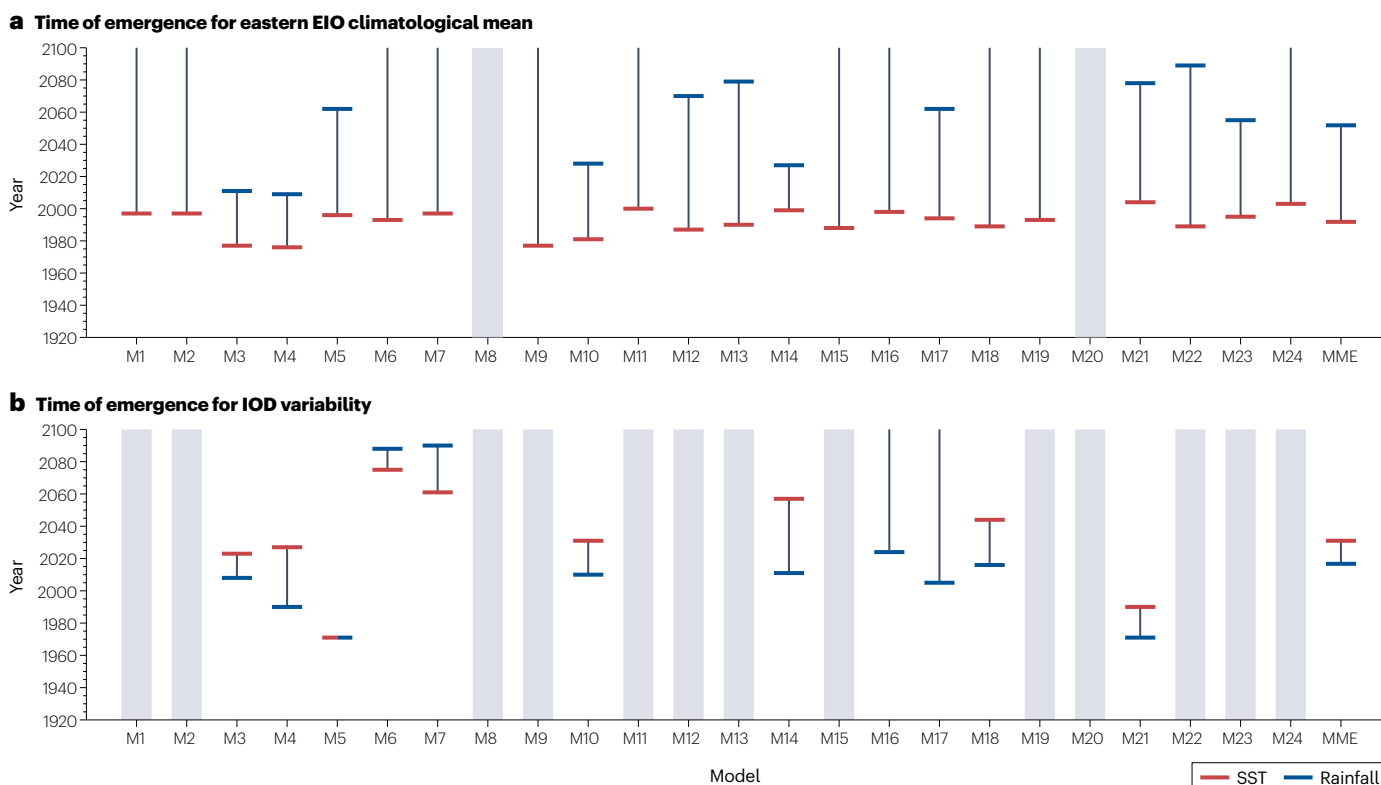 a Time of emergence for eastern EIO climatological mean
2100
2080
2060
2040
2020
2000
1980
1960
1940
1920
Year
M1 M2 M3 M4 M5 M6 M7 M8 M9 M10 M11 M12 M13 M14 M15 M16 M17 M18 M19 M20 M21 M22 M23 M24 MME
b Time of emergence for IOD variability
2100
2080
2060
2040
2020
2000
1980
1960
1940
1920
Year
M1 M2 M3 M4 M5 M6 M7 M8 M9 M10 M11 M12 M13 M14 M15 M16 M17 M18 M19 M20 M21 M22 M23 M24 MME
Model
SST Rainfall